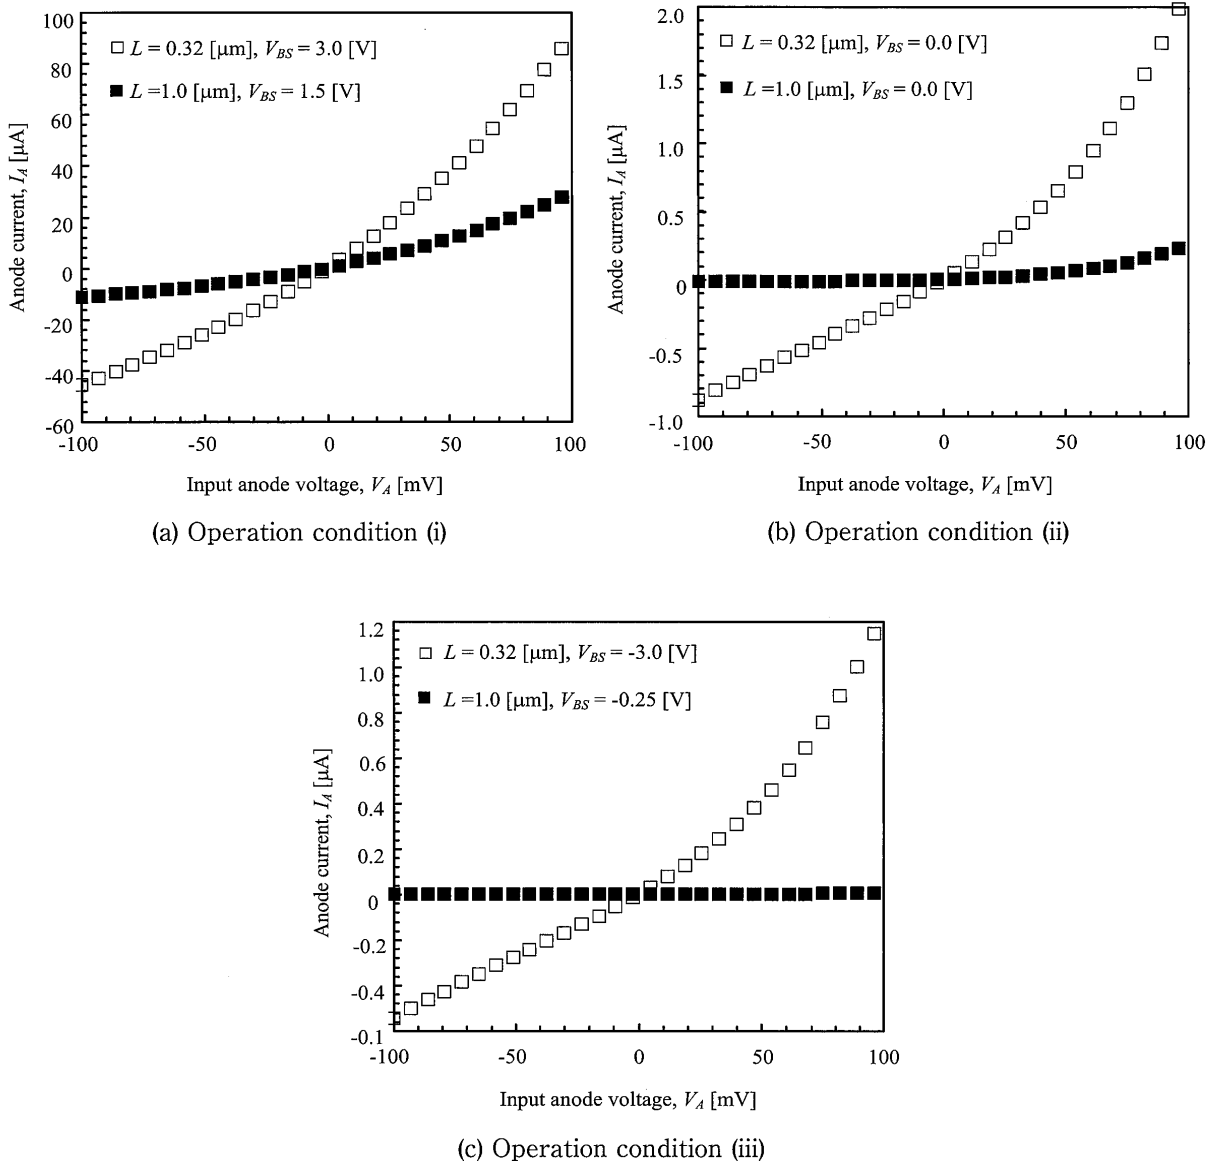 100
80
60
40
20
0
-20
-40
-60
-100
-50
0
50
100
Anode current, I_A [μA]
L = 0.32 [μm], V_BS = 3.0 [V]
L =1.0 [μm], V_BS = 1.5 [V]
Input anode voltage, V_A [mV]
(a) Operation condition (i)
2.0
1.5
1.0
0.5
0
-0.5
-1.0
-100
-50
0
50
100
Anode current, I_A [μA]
L = 0.32 [μm], V_BS = 0.0 [V]
L =1.0 [μm], V_BS = 0.0 [V]
Input anode voltage, V_A [mV]
(b) Operation condition (ii)
1.2
1.0
0.8
0.6
0.4
0.2
0
-0.2
-0.4
-0.1
-100
-50
0
50
100
Anode current, I_A [μA]
L = 0.32 [μm], V_BS = -3.0 [V]
L =1.0 [μm], V_BS = -0.25 [V]
Input anode voltage, V_A [mV]
(c) Operation condition (iii)